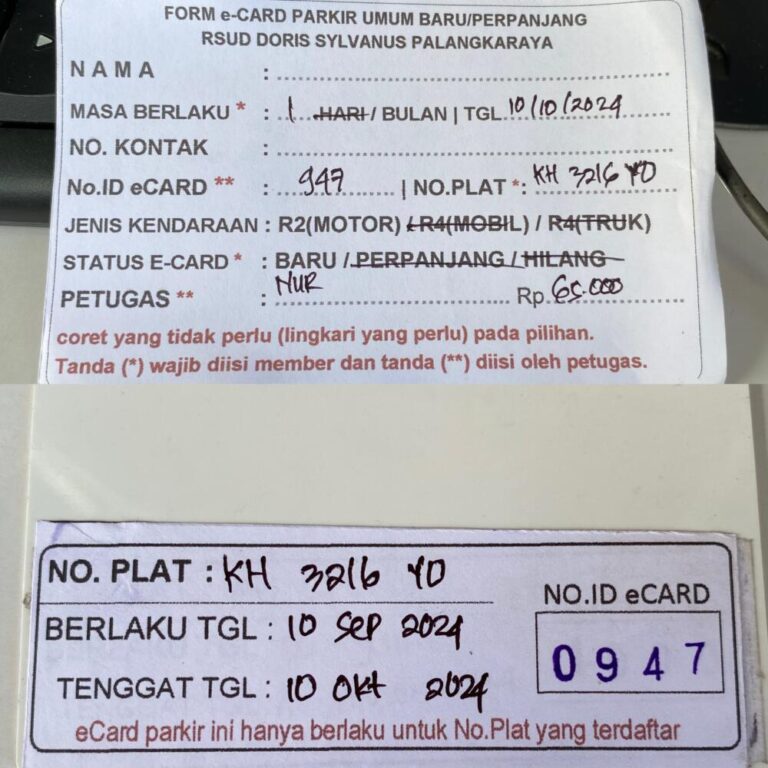 FORM e-CARD PARKIR UMUM BARU/PERPANJANG
RSUD DORIS SYLVANUS PALANGKARAYA
NAMA :
MASA BERLAKU * : 1 HARI / BULAN | TGL 10/10/2024
NO. KONTAK :
No.ID eCARD ** : 947 | NO.PLAT *: KH 3216 YO
JENIS KENDARAAN : R2(MOTOR) / R4(MOBIL) / R4(TRUK)
STATUS E-CARD * : BARU / PERPANJANG / HILANG
PETUGAS ** : NUR Rp. 65.000
coret yang tidak perlu (lingkari yang perlu) pada pilihan.
Tanda (*) wajib diisi member dan tanda (**) diisi oleh petugas.
NO. PLAT : KH 3216 YO
NO.ID eCARD
BERLAKU TGL : 10 Sep 2024
0947
TENGGAT TGL : 10 Okt 2024
eCard parkir ini hanya berlaku untuk No.Plat yang terdaftar